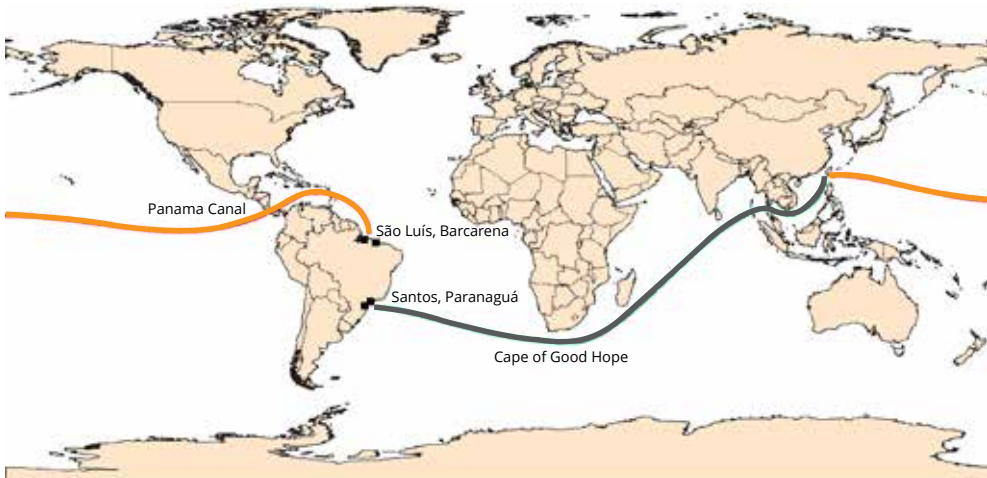 Panama Canal
São Luís, Barcarena
Santos, Paranaguá
Cape of Good Hope